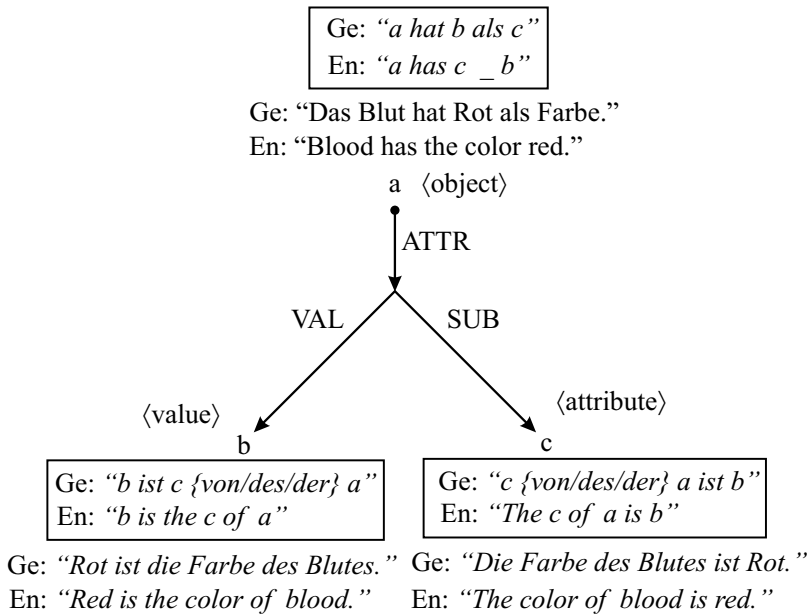 Ge: “a hat b als c”
En: “a has c _ b”
Ge: “Das Blut hat Rot als Farbe.”
En: “Blood has the color red.”
a ⟨object⟩
ATTR
VAL SUB
⟨value⟩ ⟨attribute⟩
b c
Ge: “b ist c {von/des/der} a”
En: “b is the c of a”
Ge: “Rot ist die Farbe des Blutes.”
En: “Red is the color of blood.”
Ge: “c {von/des/der} a ist b”
En: “The c of a is b”
Ge: “Die Farbe des Blutes ist Rot.”
En: “The color of blood is red.”